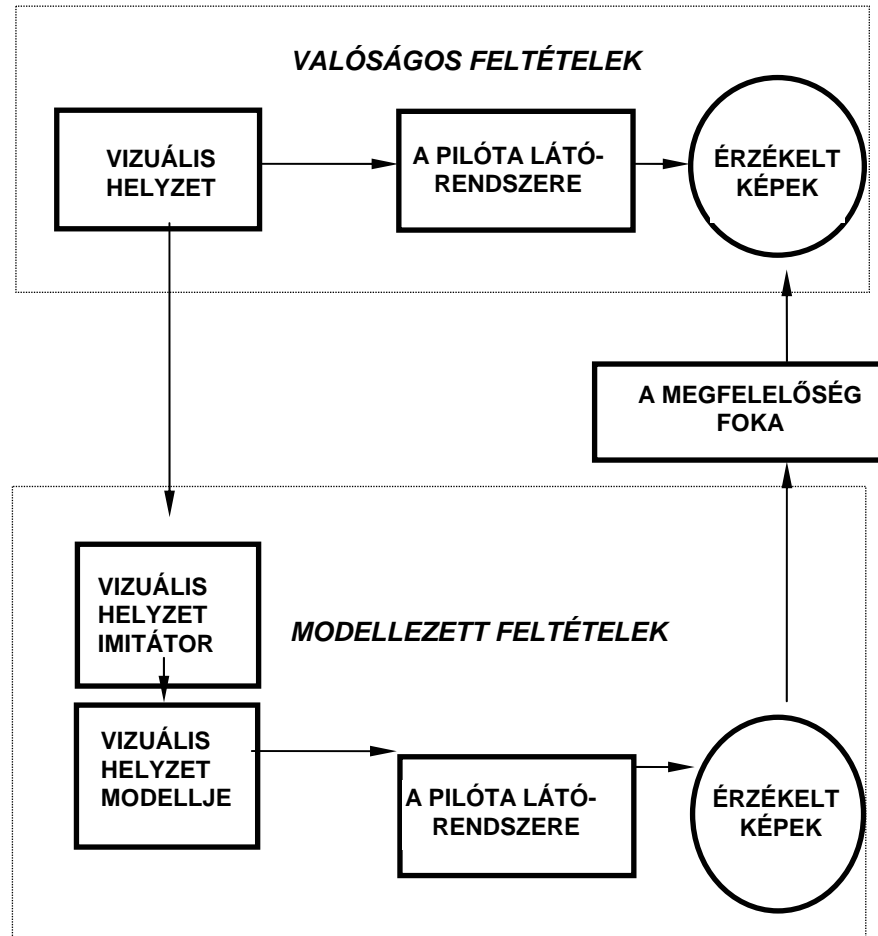 VALÓSÁGOS FELTÉTELEK
VIZUÁLIS
HELYZET
A PILÓTA LÁTÓ-
RENDSZERE
ÉRZÉKELT
KÉPEK
A MEGFELELŐSÉG
FOKA
VIZUÁLIS
HELYZET
IMITÁTOR
MODELLEZETT FELTÉTELEK
VIZUÁLIS
HELYZET
MODELLJE
A PILÓTA LÁTÓ-
RENDSZERE
ÉRZÉKELT
KÉPEK